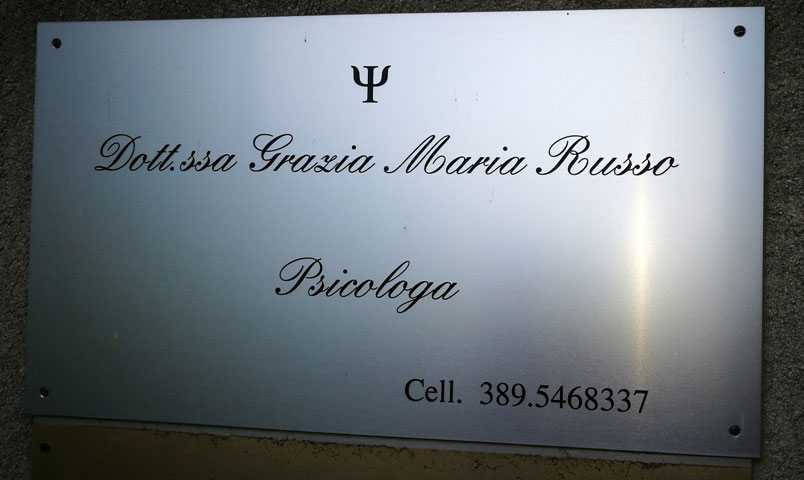 Ψ
Dott.ssa Grazia Maria Russo
Psicologa
Cell. 389.5468337